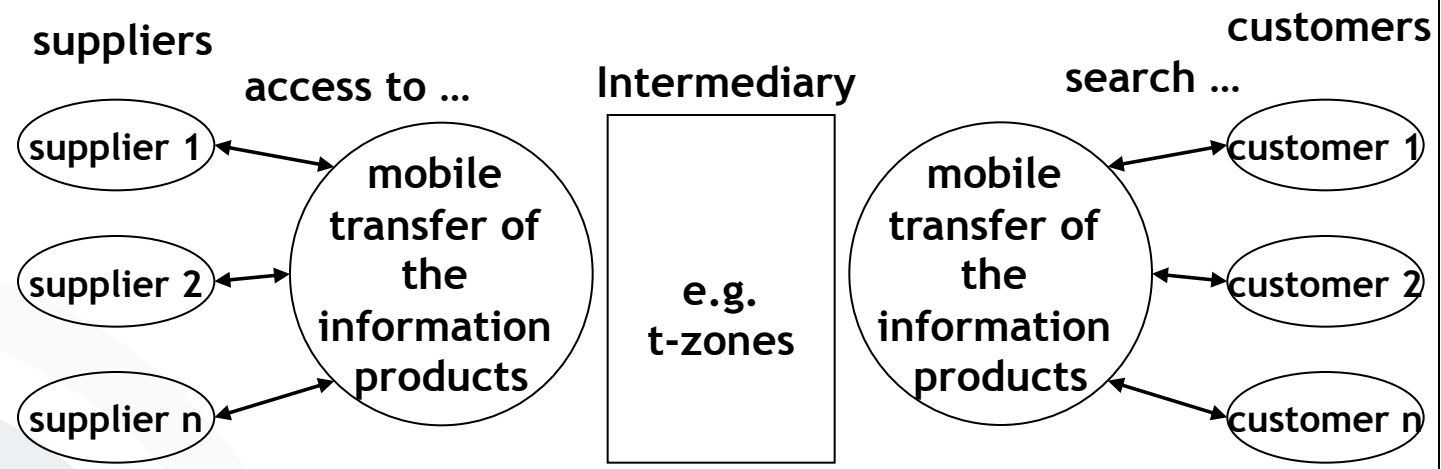 suppliers
access to ...
Intermediary
search ...
customers
supplier 1
supplier 2
supplier n
mobile
transfer of
the
information
products
e.g.
t-zones
mobile
transfer of
the
information
products
customer 1
customer 2
customer n